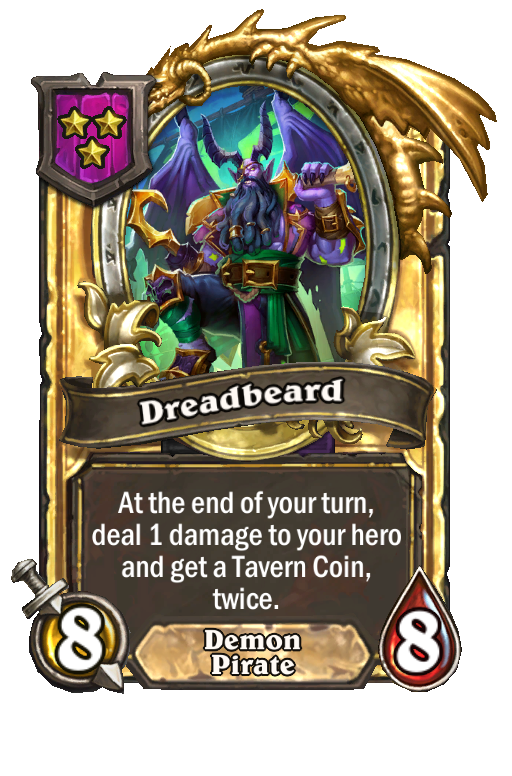 Dreadbeard
At the end of your turn,
deal 1 damage to your hero
and get a Tavern Coin,
twice.
8
Demon
Pirate
8